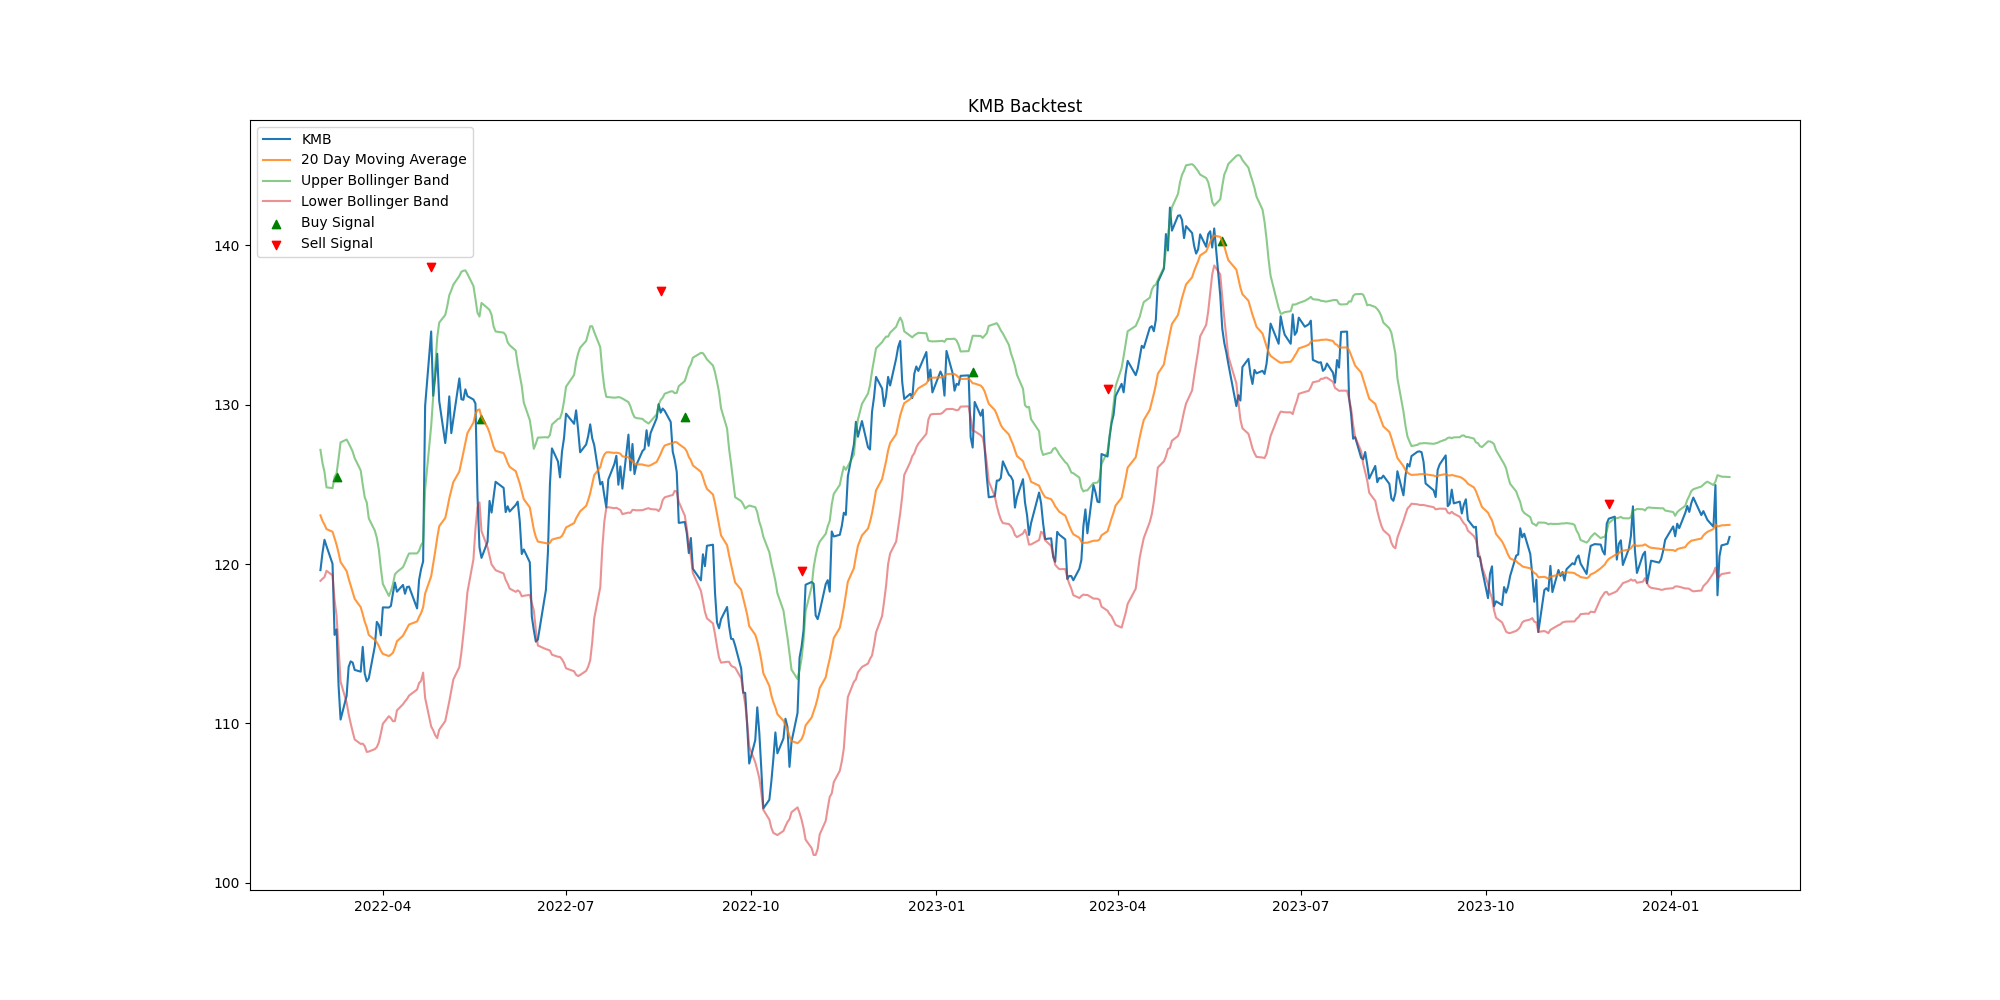 KMB Backtest
KMB
20 Day Moving Average
Upper Bollinger Band
Lower Bollinger Band
Buy Signal
Sell Signal
140
130
120
110
100
2022-04 2022-07 2022-10 2023-01 2023-04 2023-07 2023-10 2024-01